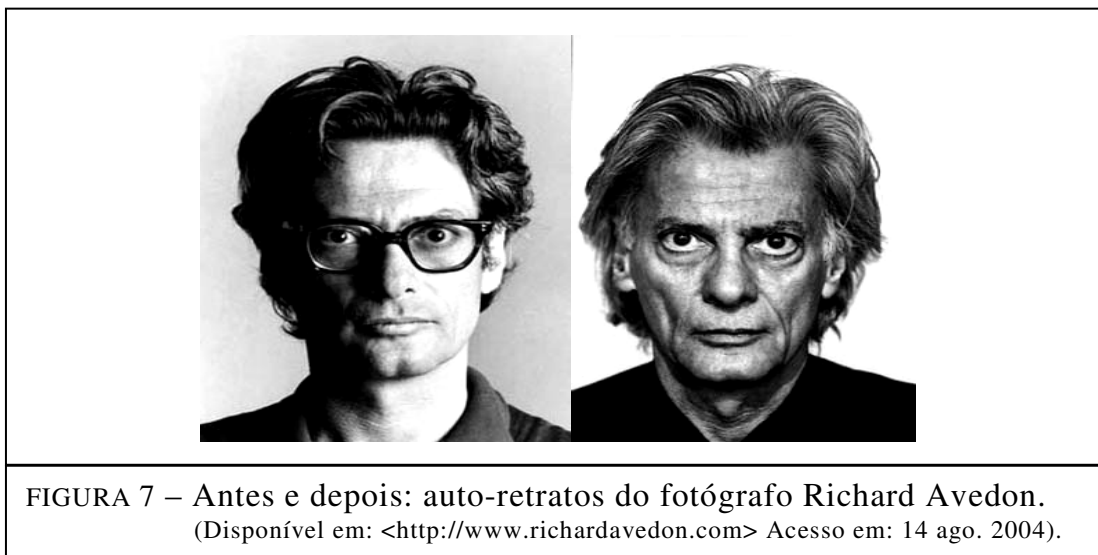 FIGURA 7 – Antes e depois: auto-retratos do fotógrafo Richard Avedon.
(Disponível em: <http://www.richardavedon.com> Acesso em: 14 ago. 2004).